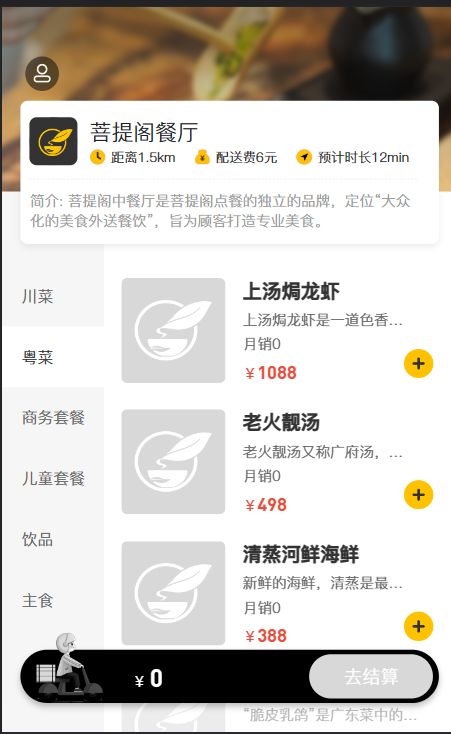 菩提阁餐厅
距离1.5km 配送费6元 预计时长12min
简介: 菩提阁中餐厅是菩提阁点餐的独立的品牌，定位“大众
化的美食外送餐饮”，旨为顾客打造专业美食。
川菜
粤菜
商务套餐
儿童套餐
饮品
主食
上汤焗龙虾
上汤焗龙虾是一道色香...
月销0
￥1088
老火靓汤
老火靓汤又称广府汤，...
月销0
￥498
清蒸河鲜海鲜
新鲜的海鲜，清蒸是最...
月销0
￥388
￥0
去结算
“脆皮乳鸽”是广东菜中的...